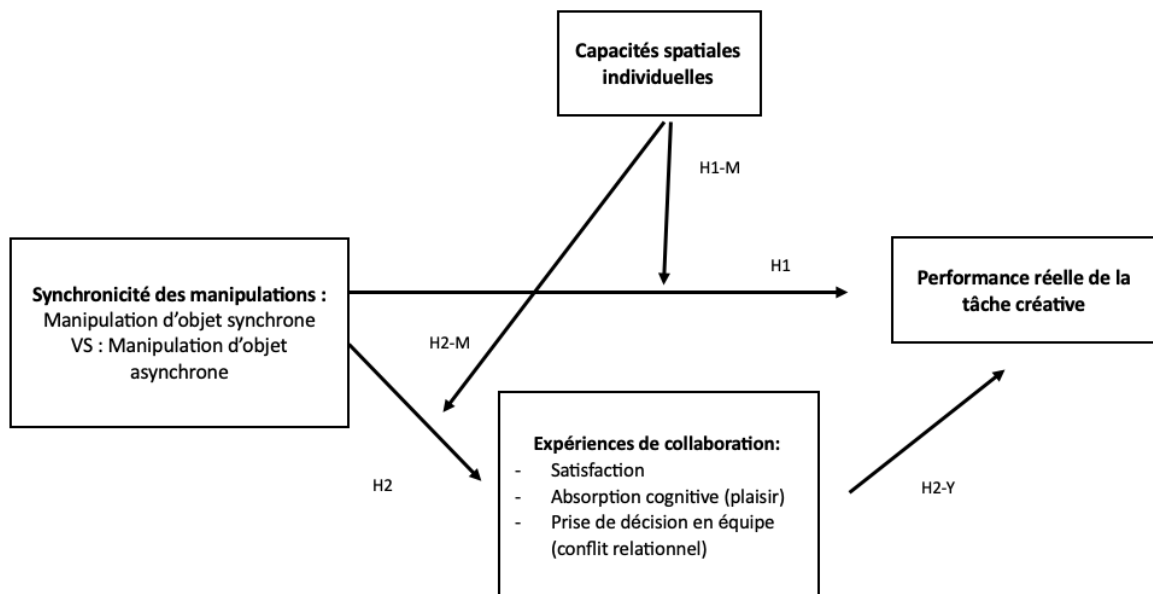 Capacités spatiales
individuelles
H1-M
Synchronicité des manipulations :
Manipulation d’objet synchrone
VS : Manipulation d’objet
asynchrone
H1
Performance réelle de la
tâche créative
H2-M
H2
Expériences de collaboration:
- Satisfaction
- Absorption cognitive (plaisir)
- Prise de décision en équipe
(conflit relationnel)
H2-Y